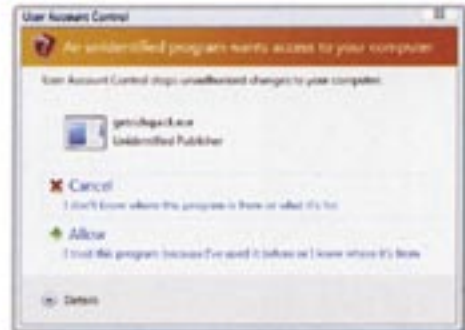 User Account Control
An unidentified program wants access to your computer
User Account Control stops unauthorized changes to your computer.
Unidentified Publisher
Cancel
I don't know where this program is from or what it's for
Allow
I trust this program because I've used it before or I know where it's from
Details